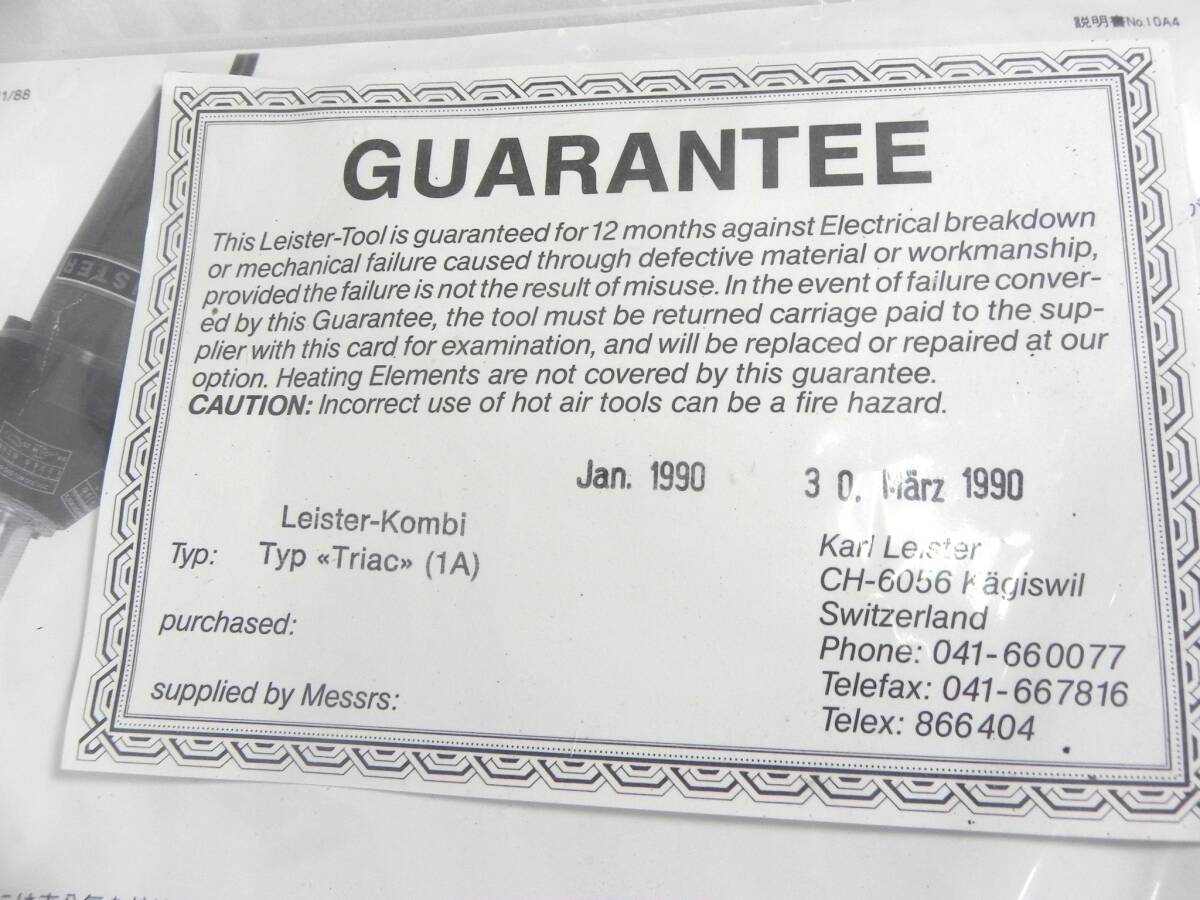 説明書No.10A4
1/88
GUARANTEE
This Leister-Tool is guaranteed for 12 months against Electrical breakdown
or mechanical failure caused through defective material or workmanship,
provided the failure is not the result of misuse. In the event of failure conver-
ed by this Guarantee, the tool must be returned carriage paid to the sup-
plier with this card for examination, and will be replaced or repaired at our
option. Heating Elements are not covered by this guarantee.
CAUTION: Incorrect use of hot air tools can be a fire hazard.
Jan. 1990
30. März 1990
Leister-Kombi
Typ: Typ «Triac» (1A)
purchased:
supplied by Messrs:
Karl Leister
CH-6056 Kägiswil
Switzerland
Phone: 041-660077
Telefax: 041-667816
Telex: 866404
STER